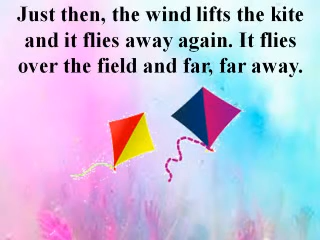 Just then, the wind lifts the kite
and it flies away again. It flies
over the field and far, far away.